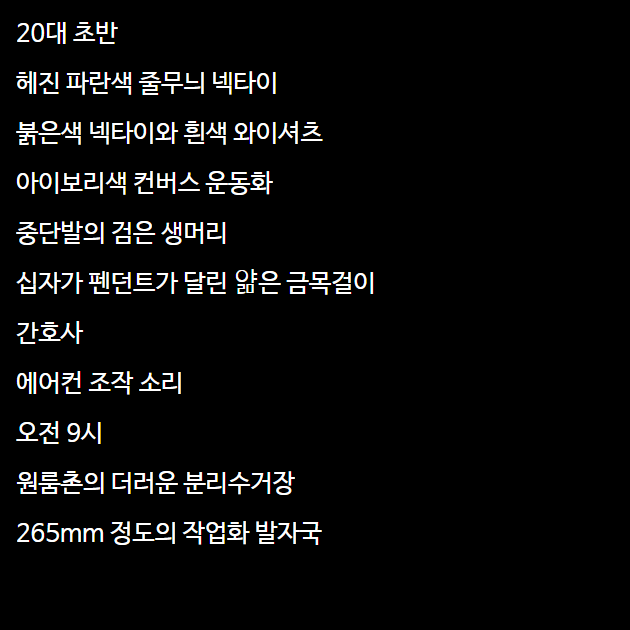 20대 초반
헤진 파란색 줄무늬 넥타이
붉은색 넥타이와 흰색 와이셔츠
아이보리색 컨버스 운동화
중단발의 검은 생머리
십자가 펜던트가 달린 얆은 금목걸이
간호사
에어컨 조작 소리
오전 9시
원룸촌의 더러운 분리수거장
265mm 정도의 작업화 발자국